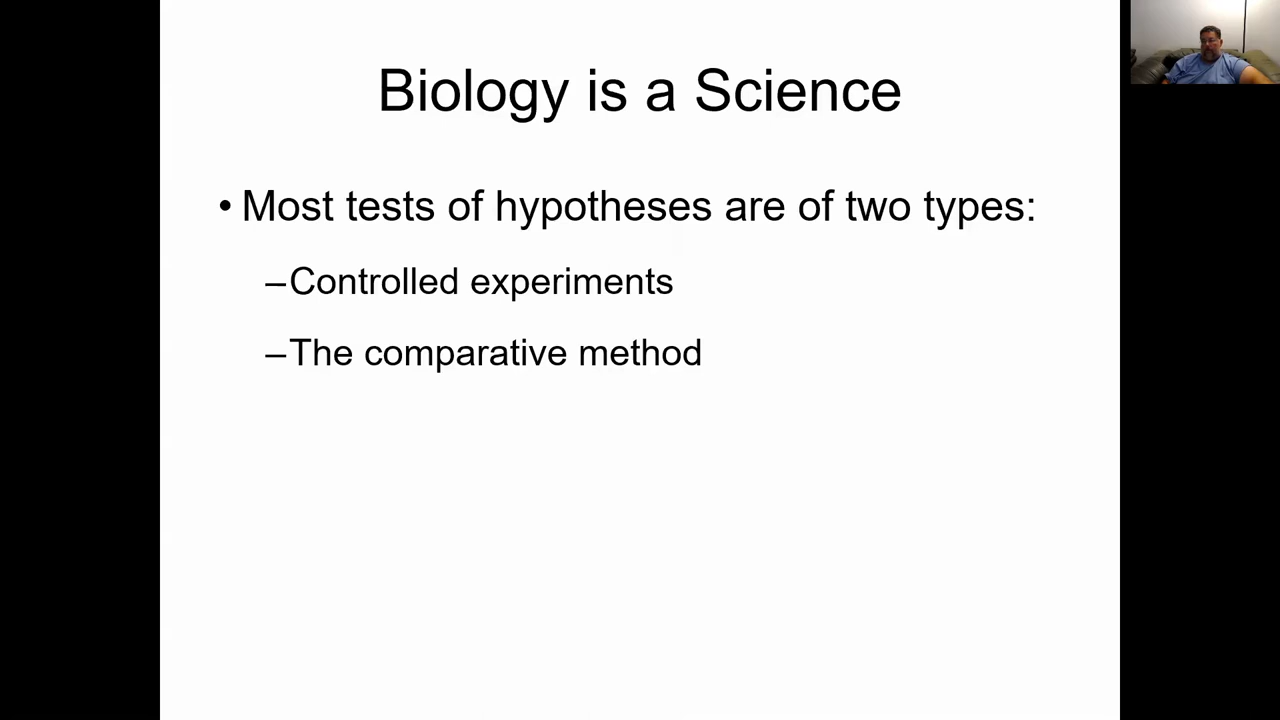 Biology is a Science
• Most tests of hypotheses are of two types:
–Controlled experiments
–The comparative method